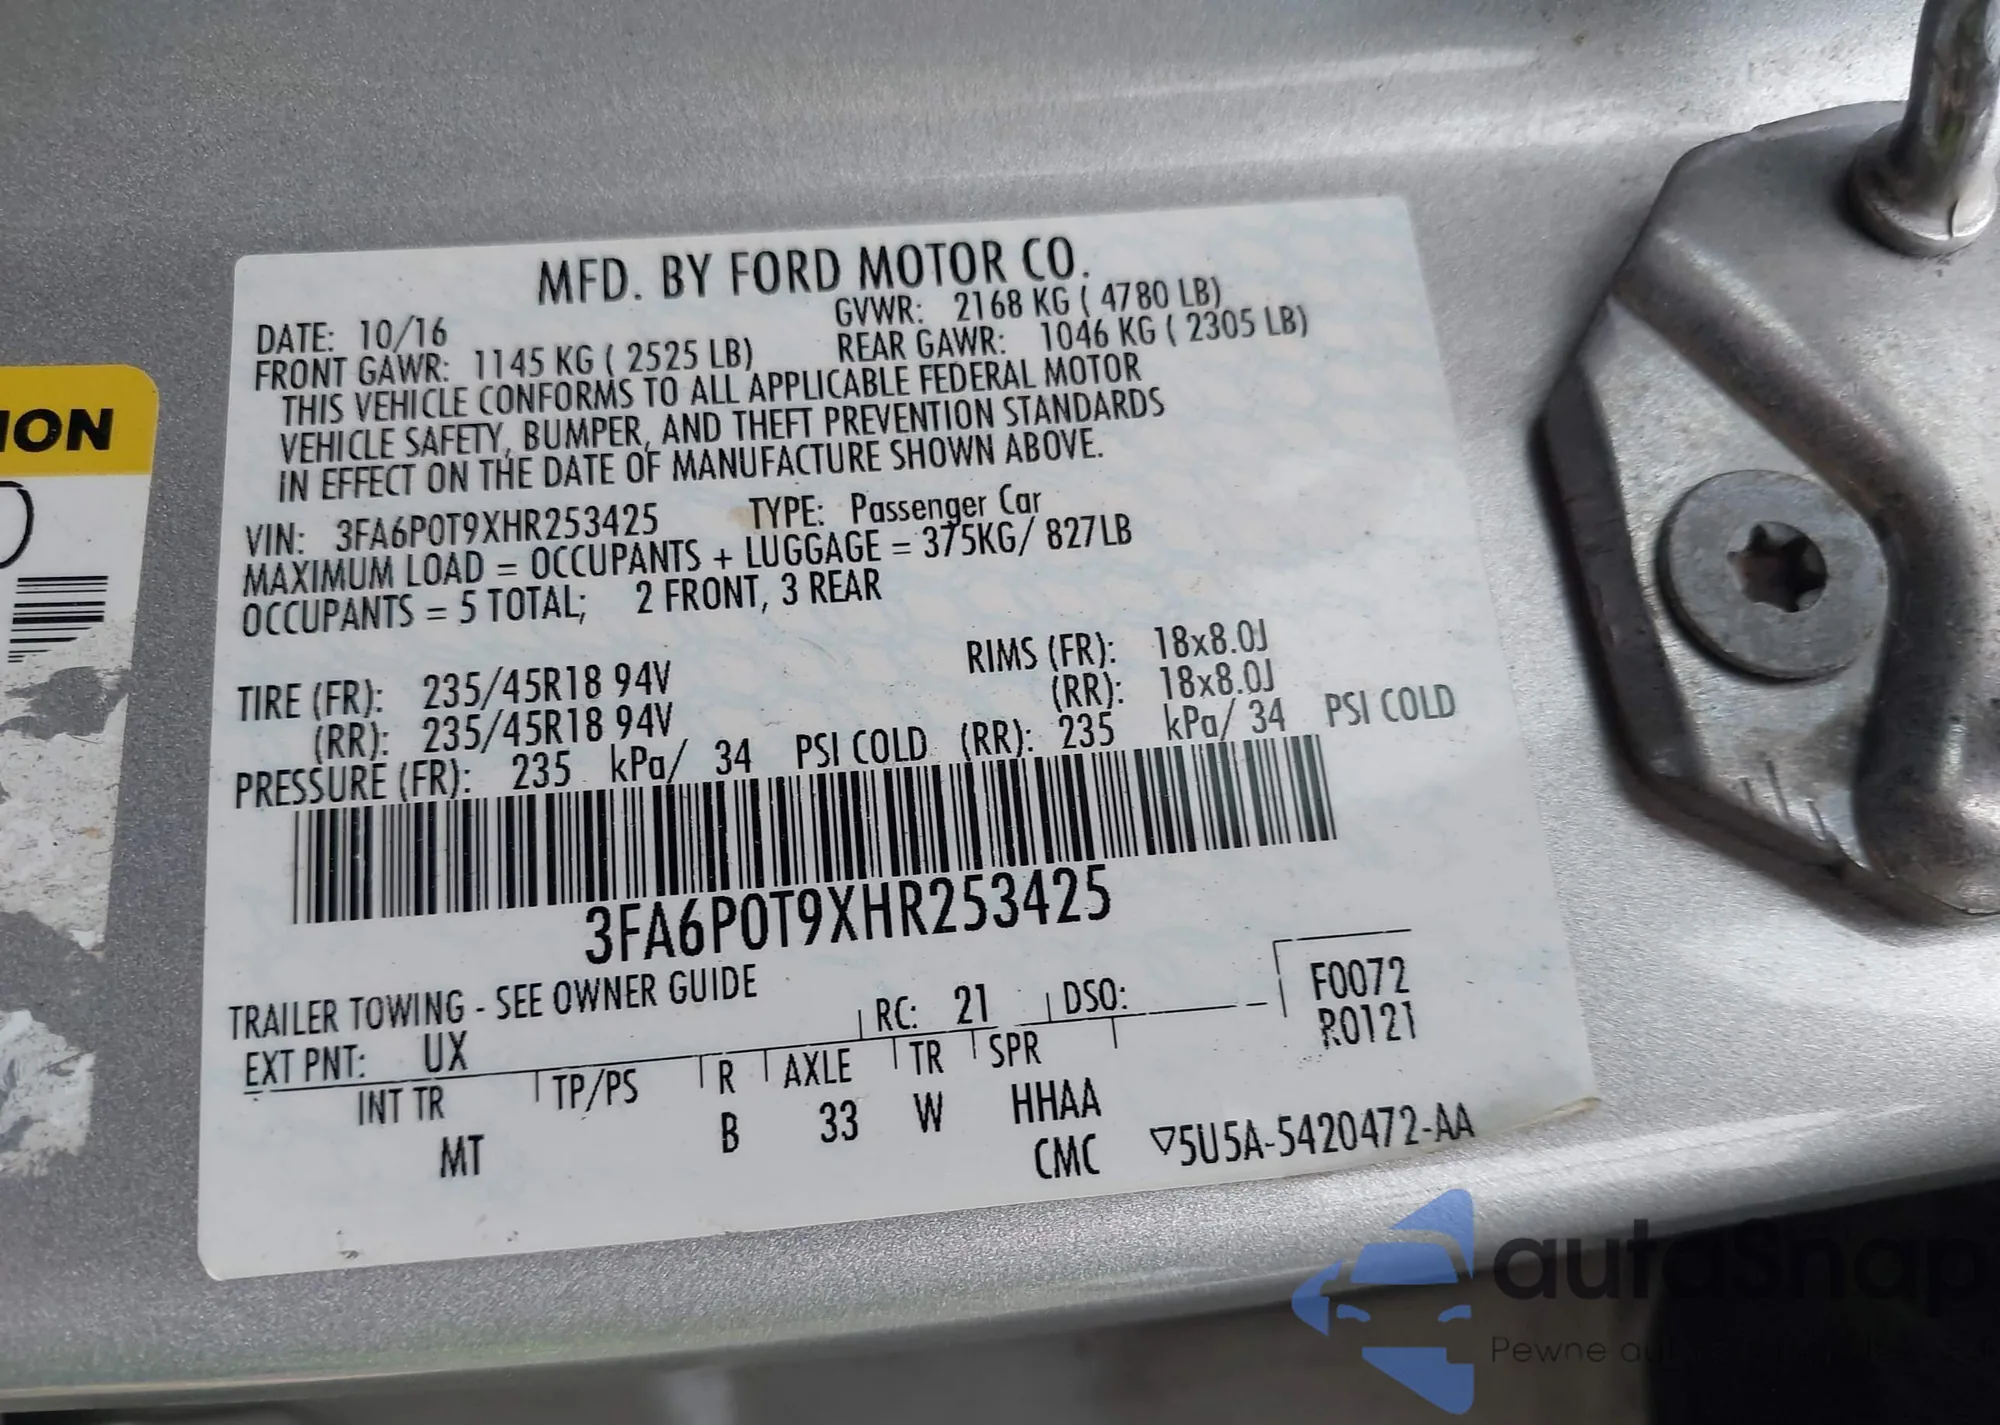 MFD. BY FORD MOTOR CO.
DATE: 10/16 GVWR: 2168 KG ( 4780 LB)
FRONT GAWR: 1145 KG ( 2525 LB) REAR GAWR: 1046 KG ( 2305 LB)
THIS VEHICLE CONFORMS TO ALL APPLICABLE FEDERAL MOTOR
VEHICLE SAFETY, BUMPER, AND THEFT PREVENTION STANDARDS
IN EFFECT ON THE DATE OF MANUFACTURE SHOWN ABOVE.
VIN: 3FA6P0T9XHR253425 TYPE: Passenger Car
MAXIMUM LOAD = OCCUPANTS + LUGGAGE = 375KG/ 827LB
OCCUPANTS = 5 TOTAL; 2 FRONT, 3 REAR
TIRE (FR): 235/45R18 94V RIMS (FR): 18x8.0J
(RR): 235/45R18 94V (RR): 18x8.0J
PRESSURE (FR): 235 kPa/ 34 PSI COLD (RR): 235 kPa/ 34 PSI COLD
3FA6P0T9XHR253425
TRAILER TOWING - SEE OWNER GUIDE
RC: 21 DSO: F0072
EXT PNT: UX R0121
INT TR TP/PS R AXLE TR SPR
MT B 33 W HHAA
CMC ▽5U5A-5420472-AA
ION
autasnap
Pewne